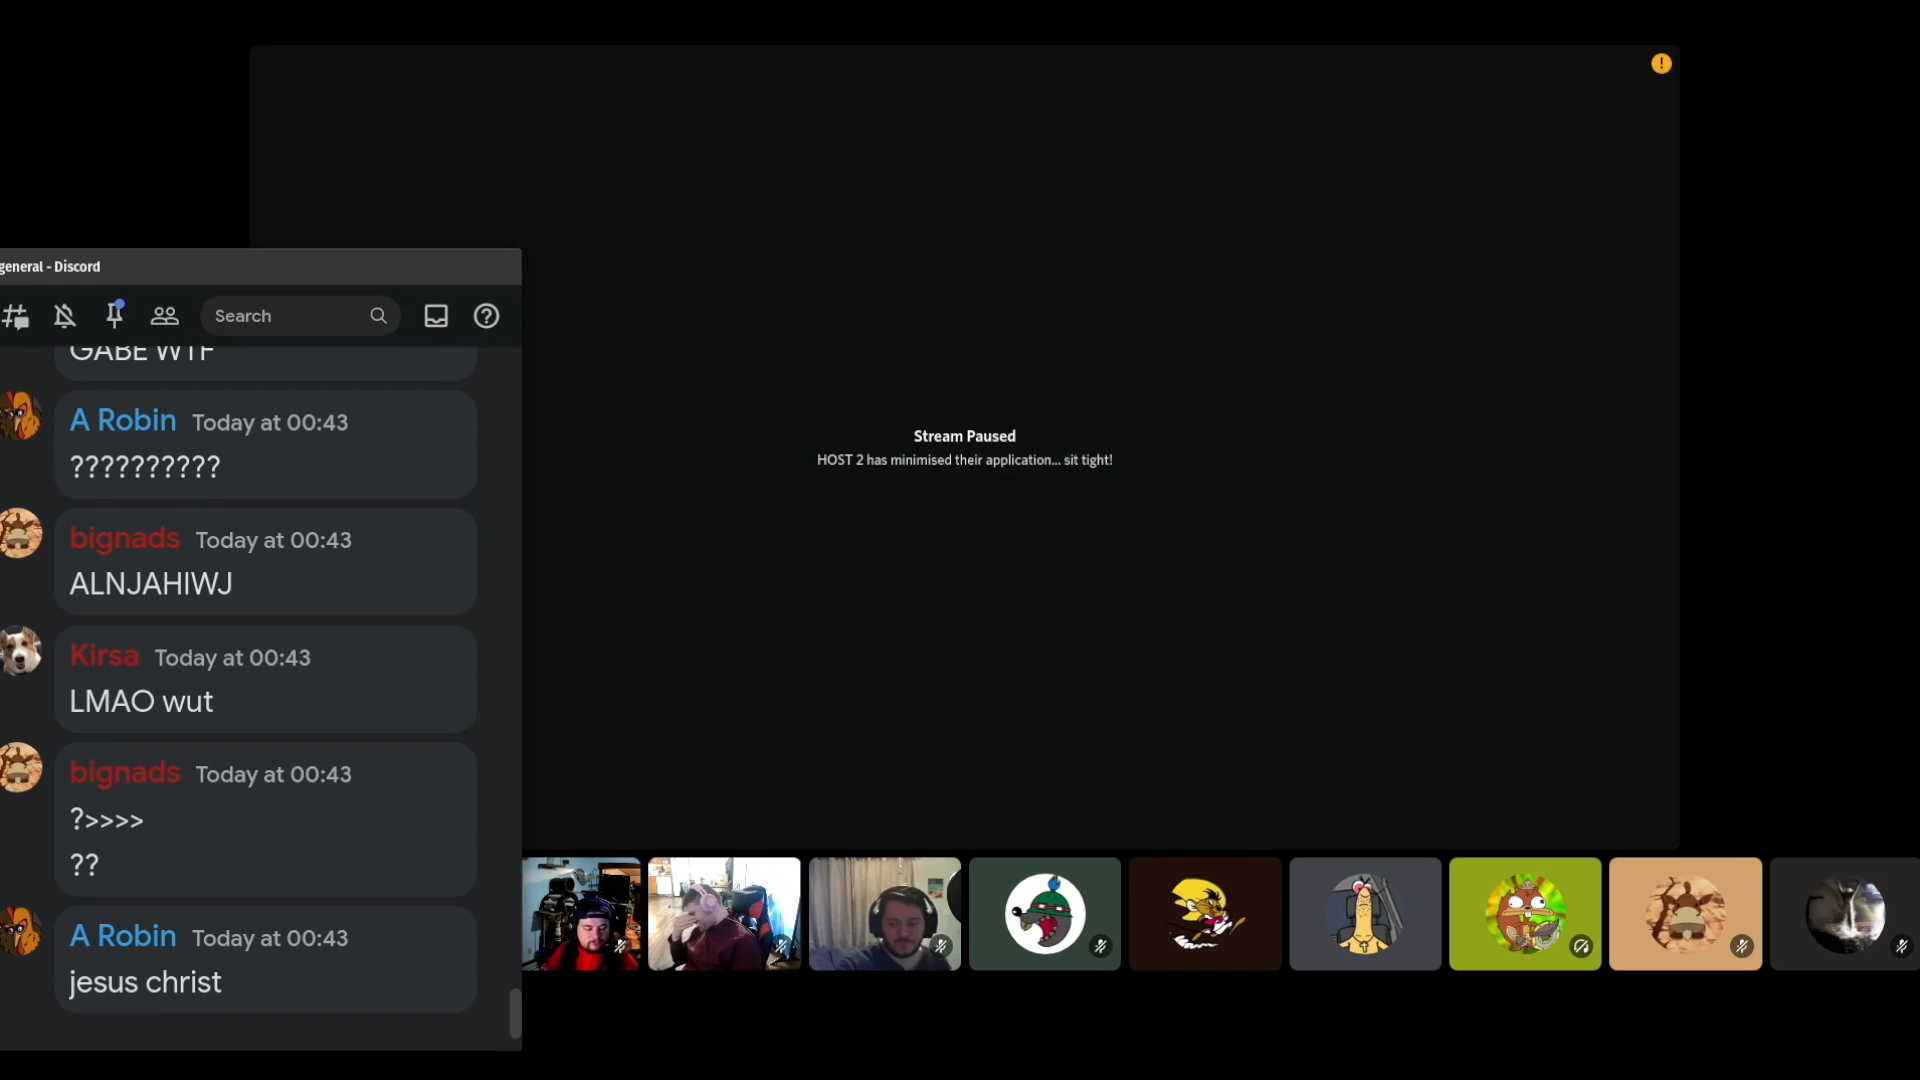 general - Discord
Search
GABE WTF
A Robin Today at 00:43
??????????
bignads Today at 00:43
ALNJAHIWJ
Kirsa Today at 00:43
LMAO wut
bignads Today at 00:43
?>>>>
??
A Robin Today at 00:43
jesus christ
Stream Paused
HOST 2 has minimised their application... sit tight!